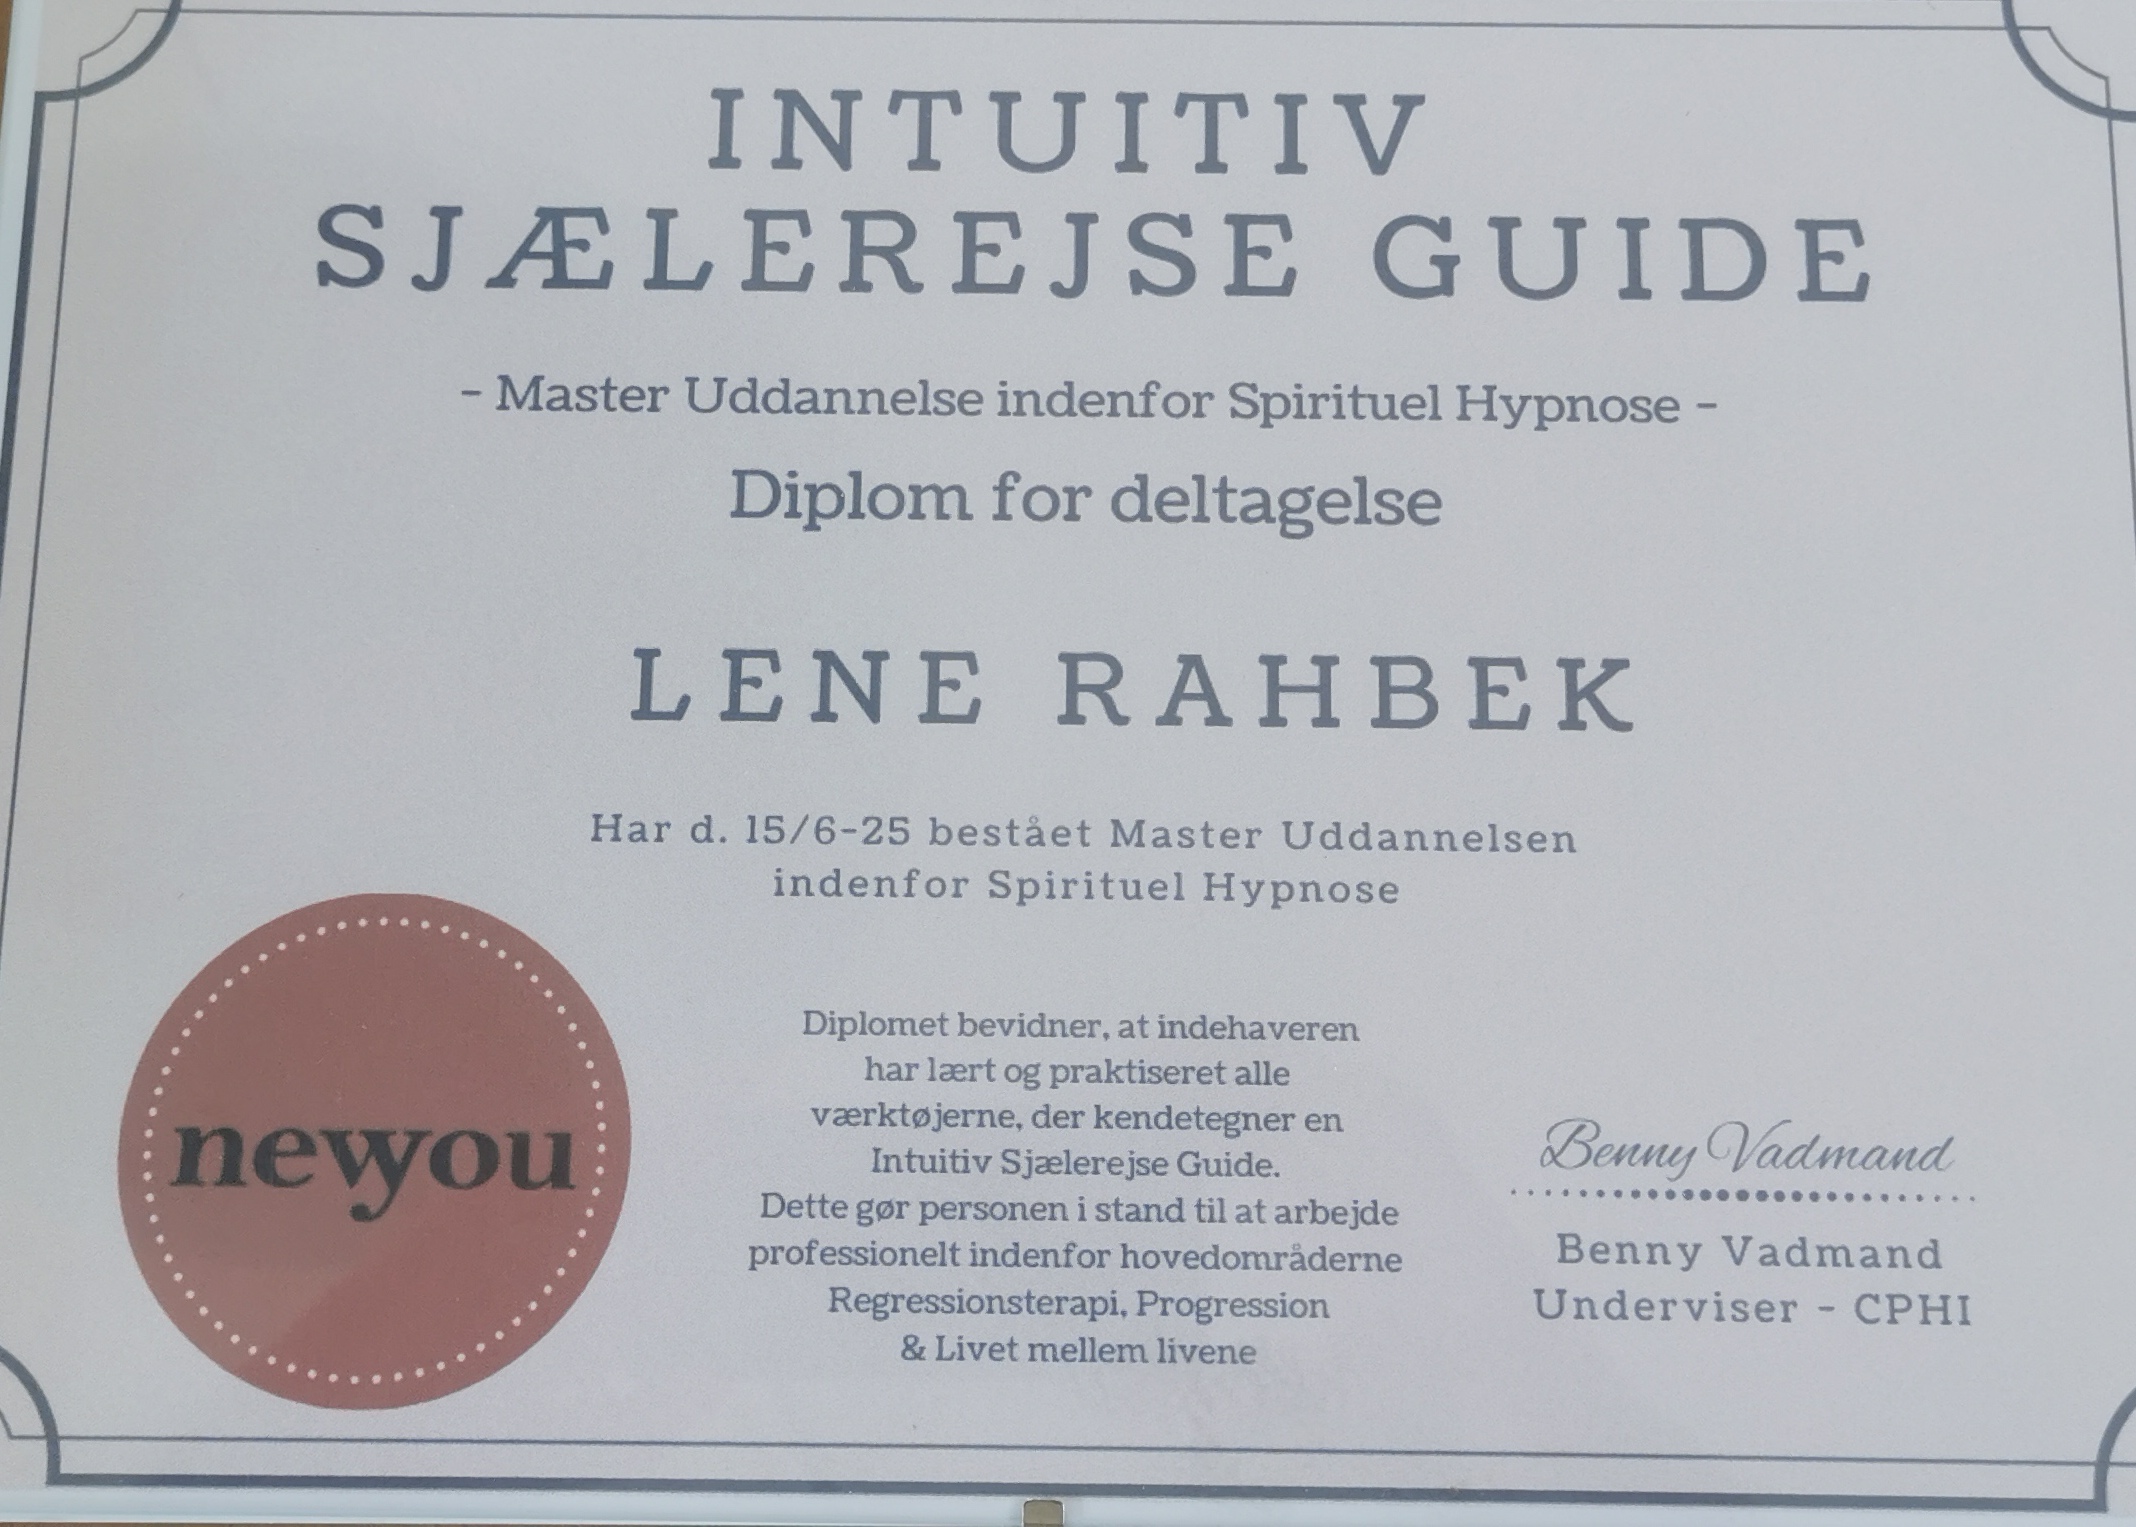 INTUITIV
SJÆLEREJSE GUIDE
- Master Uddannelse indenfor Spirituel Hypnose -
Diplom for deltagelse
LENE RAHBEK
Har d. 15/6-25 bestået Master Uddannelsen
indenfor Spirituel Hypnose
newyou
Diplomet bevidner, at indehaveren
har lært og praktiseret alle
værktøjerne, der kendetegner en
Intuitiv Sjælerejse Guide.
Dette gør personen i stand til at arbejde
professionelt indenfor hovedområderne
Regressionsterapi, Progression
& Livet mellem livene
Benny Vadmand
Benny Vadmand
Underviser - CPHI